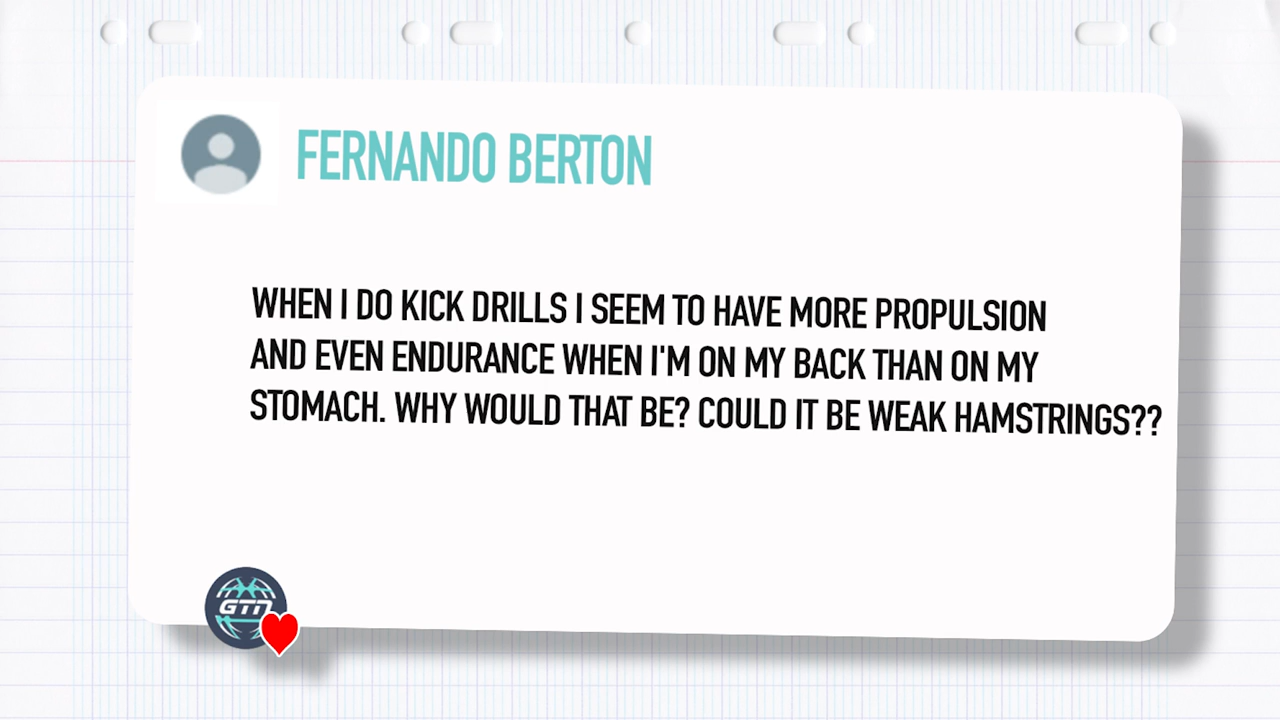 FERNANDO BERTON
WHEN I DO KICK DRILLS I SEEM TO HAVE MORE PROPULSION
AND EVEN ENDURANCE WHEN I'M ON MY BACK THAN ON MY
STOMACH. WHY WOULD THAT BE? COULD IT BE WEAK HAMSTRINGS??
GTN